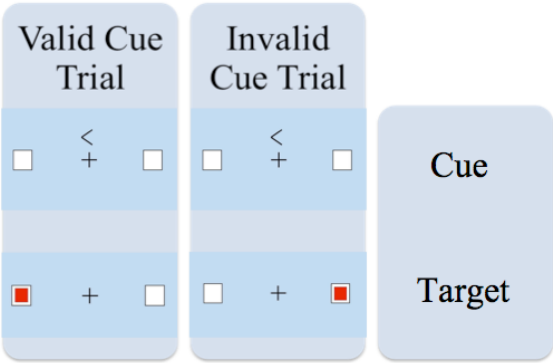 Valid Cue
Trial
Invalid
Cue Trial
<
+
<
+
Cue
+
+
Target